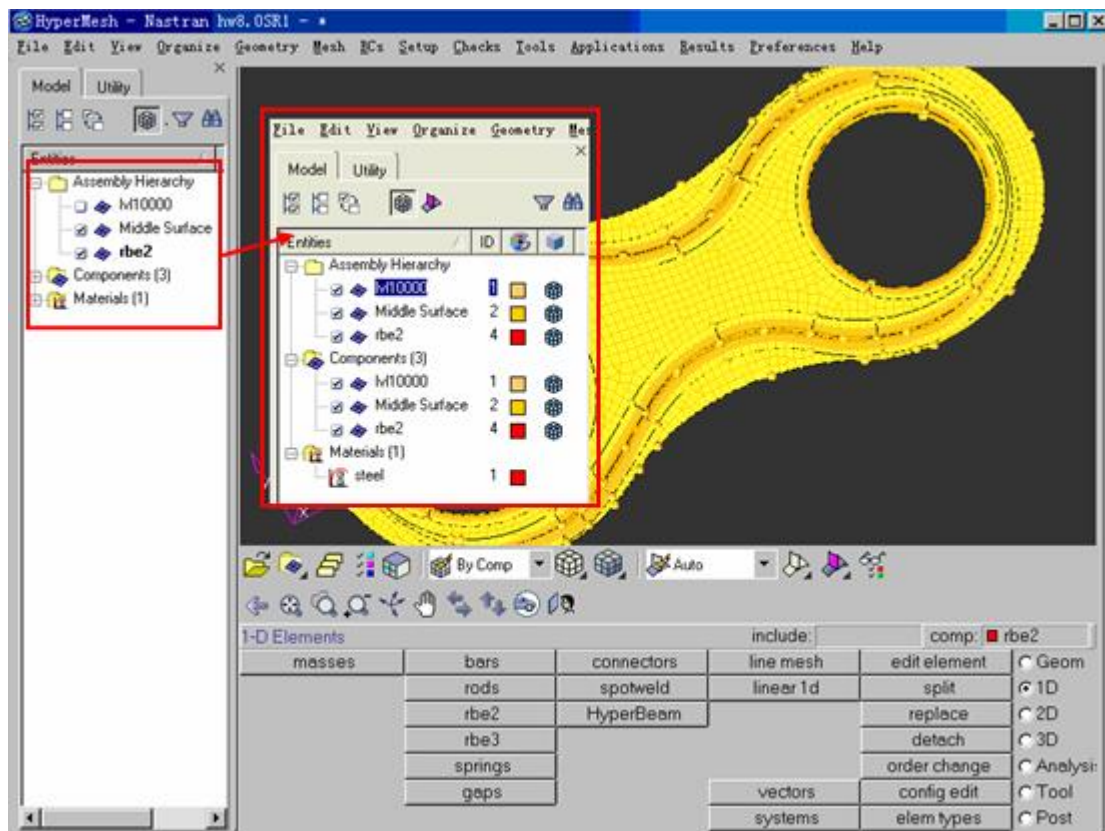 HyperMesh - Nastran hw8.0SR1 - *
File Edit View Organize Geometry Mesh BCs Setup Checks Tools Applications Results Preferences Help
Model Utility
Entities
Assembly Hierarchy
lvl10000
Middle Surface
rbe2
Components (3)
Materials (1)
File Edit View Organize Geometry Mes
Model Utility
Entities ID
Assembly Hierarchy
lvl10000 1
Middle Surface 2
rbe2 4
Components (3)
lvl10000 1
Middle Surface 2
rbe2 4
Materials (1)
steel 1
X
By Comp Auto
1-D Elements include: comp: rbe2
masses bars connectors line mesh edit element Geom
rods spotweld linear 1d split 1D
rbe2 HyperBeam replace 2D
rbe3 detach 3D
springs order change Analysi
gaps vectors config edit Tool
systems elem types Post